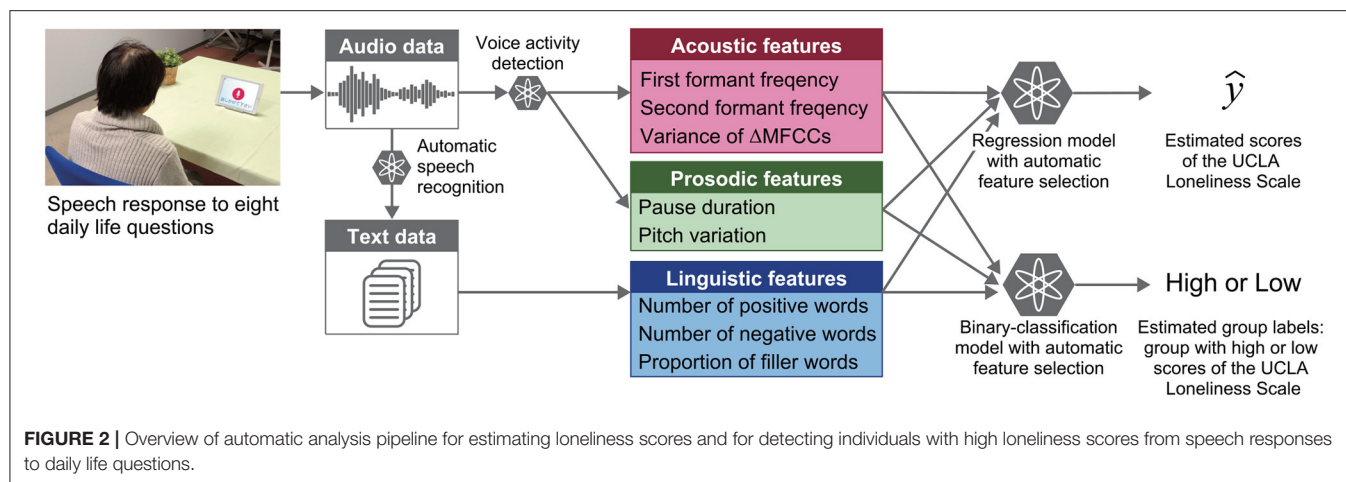 Audio data
Voice activity
detection
Automatic
speech
recognition
Text data
Speech response to eight
daily life questions
Acoustic features
First formant freqency
Second formant freqency
Variance of ΔMFCCs
Prosodic features
Pause duration
Pitch variation
Linguistic features
Number of positive words
Number of negative words
Proportion of filler words
Regression model
with automatic
feature selection
ŷ
Estimated scores
of the UCLA
Loneliness Scale
Binary-classification
model with automatic
feature selection
High or Low
Estimated group labels:
group with high or low
scores of the UCLA
Loneliness Scale
FIGURE 2 | Overview of automatic analysis pipeline for estimating loneliness scores and for detecting individuals with high loneliness scores from speech responses
to daily life questions.